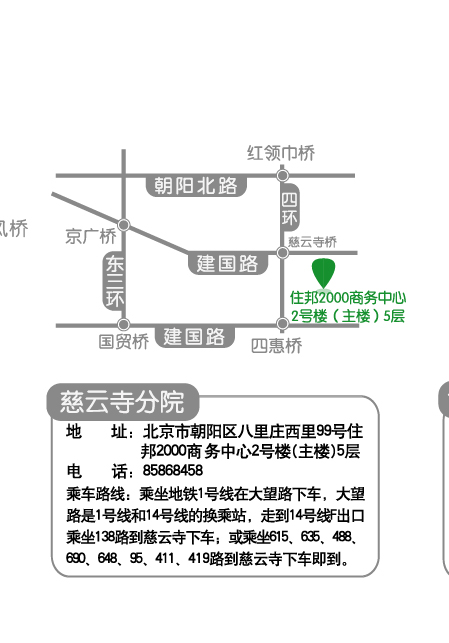 红领巾桥
朝阳北路
四环
风桥
京广桥
慈云寺桥
建国路
东三环
住邦2000商务中心
2号楼（主楼）5层
国贸桥
建国路
四惠桥
慈云寺分院
地 址：北京市朝阳区八里庄西里99号住
邦2000商务中心2号楼(主楼)5层
电 话：85868458
乘车路线：乘坐地铁1号线在大望路下车，大望
路是1号线和14号线的换乘站，走到14号线F出口
乘坐138路到慈云寺下车；或乘坐615、635、488、
690、648、95、411、419路到慈云寺下车即到。